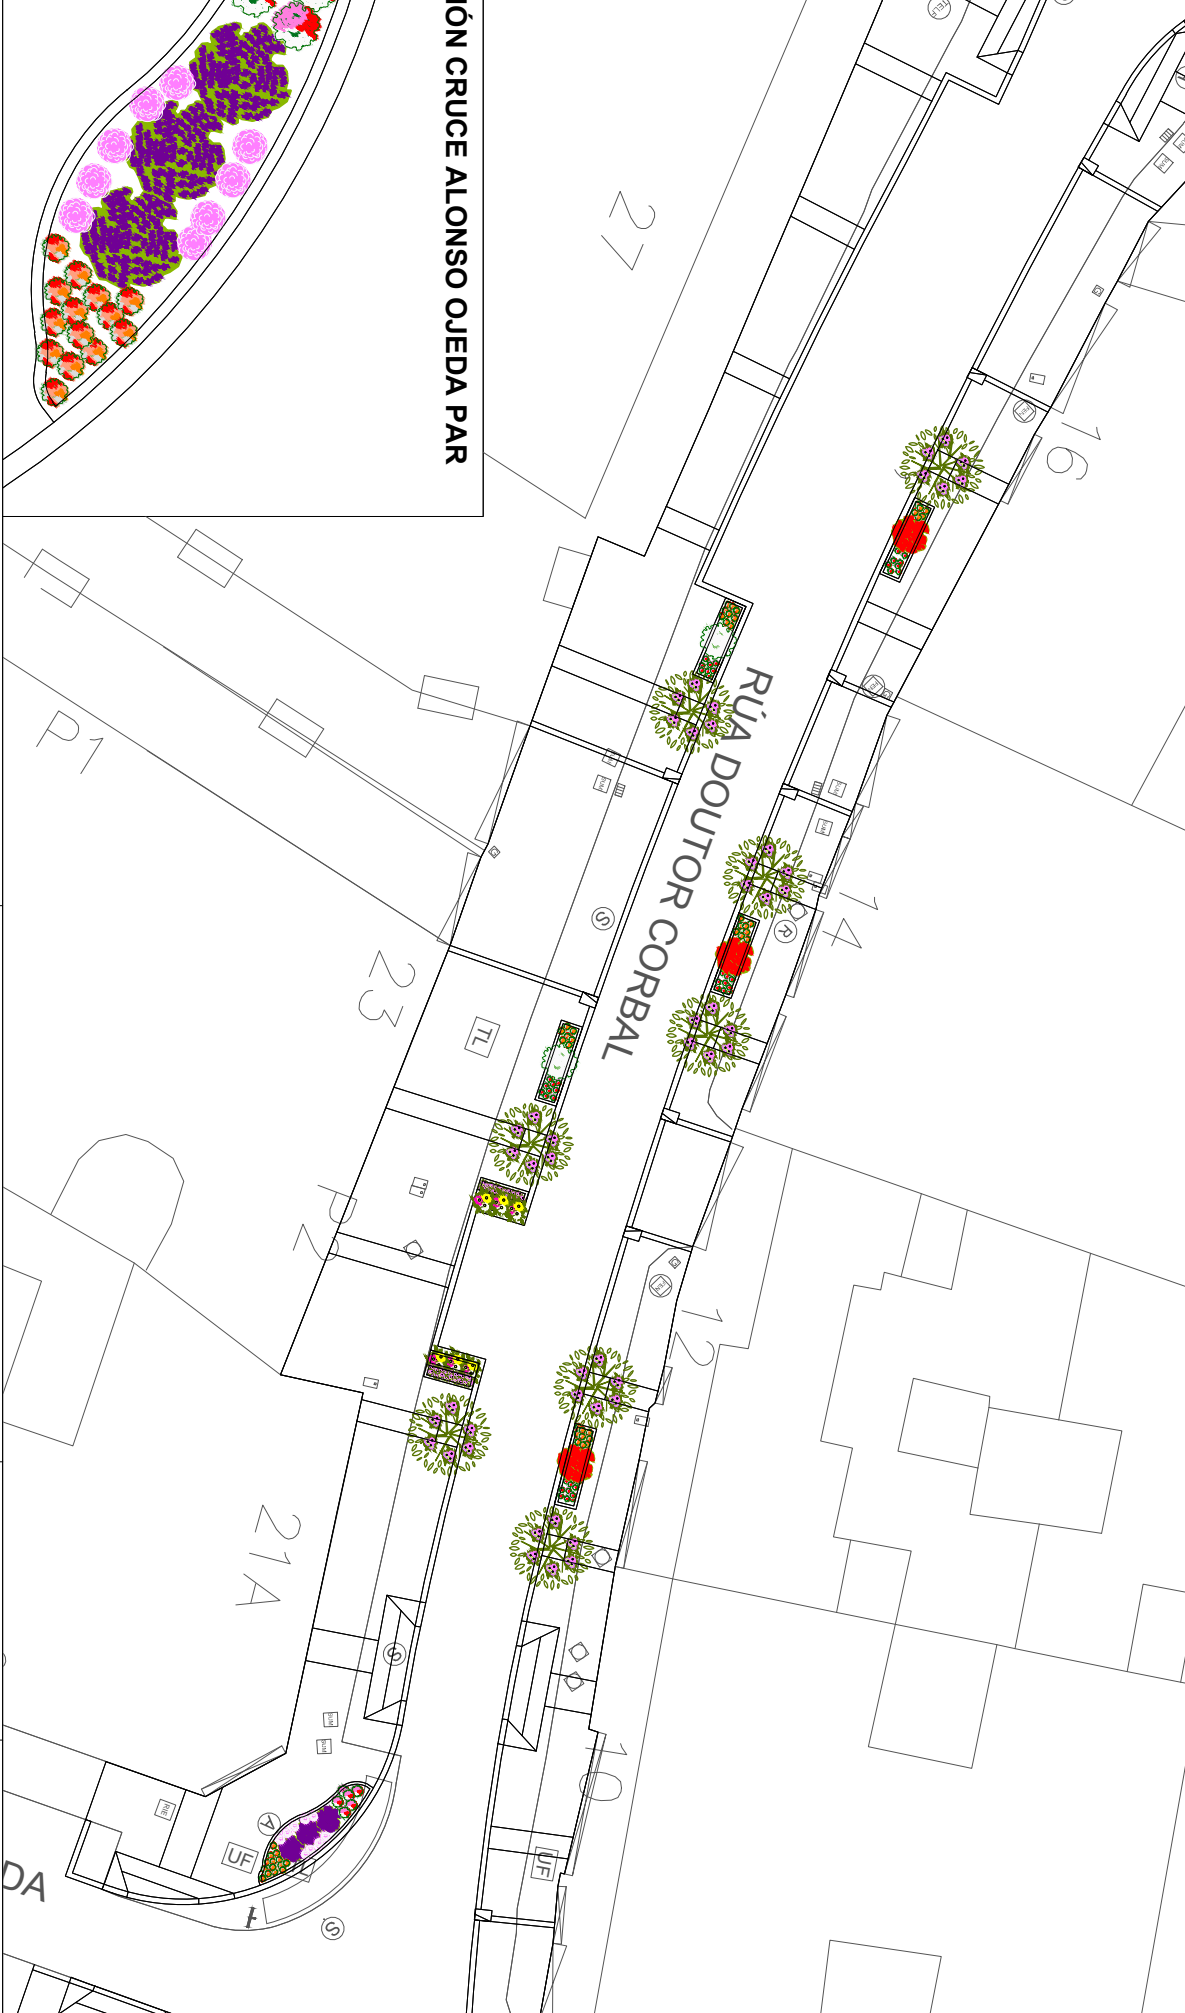 IÓN CRUCE ALONSO OJEDA PAR
27
16
RÚA DOUTOR CORBAL
P1
14
23
TL
S
R
P2
12
21A
S
10
UF
UF
A
RIE
S
DA